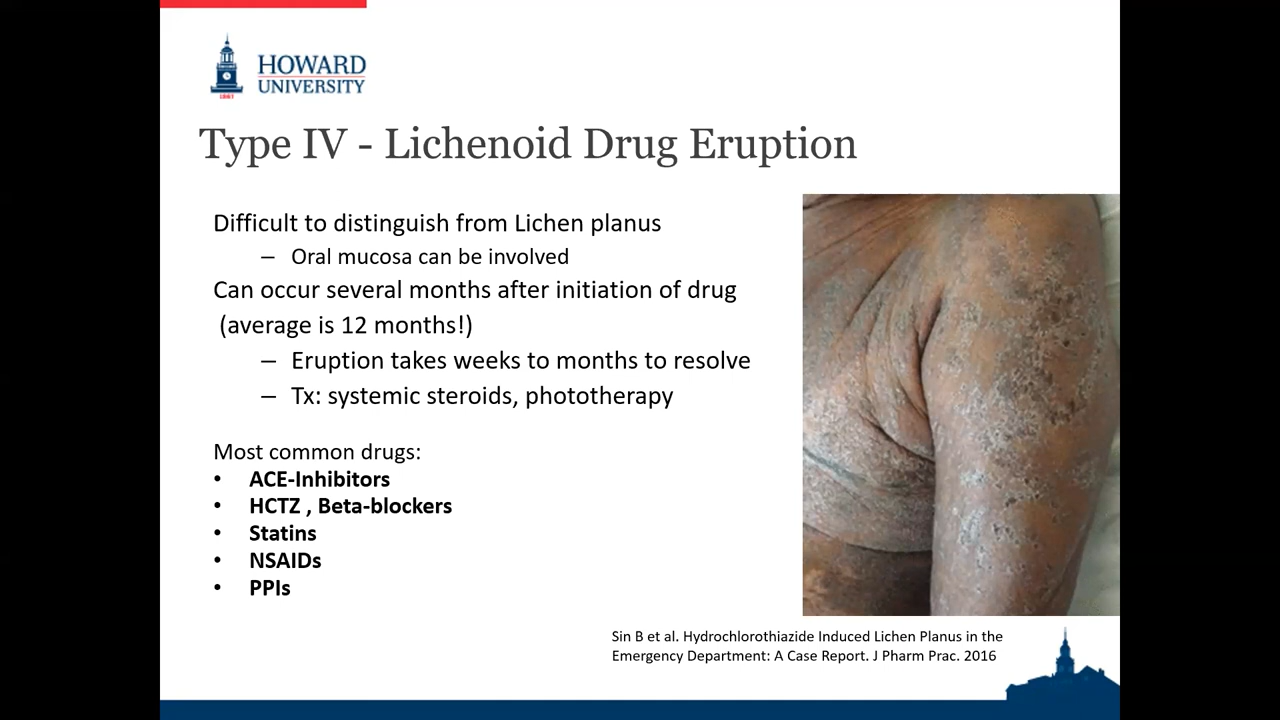 HOWARD
UNIVERSITY
1867
Type IV - Lichenoid Drug Eruption
Difficult to distinguish from Lichen planus
– Oral mucosa can be involved
Can occur several months after initiation of drug
(average is 12 months!)
– Eruption takes weeks to months to resolve
– Tx: systemic steroids, phototherapy
Most common drugs:
• ACE-Inhibitors
• HCTZ , Beta-blockers
• Statins
• NSAIDs
• PPIs
Sin B et al. Hydrochlorothiazide Induced Lichen Planus in the
Emergency Department: A Case Report. J Pharm Prac. 2016